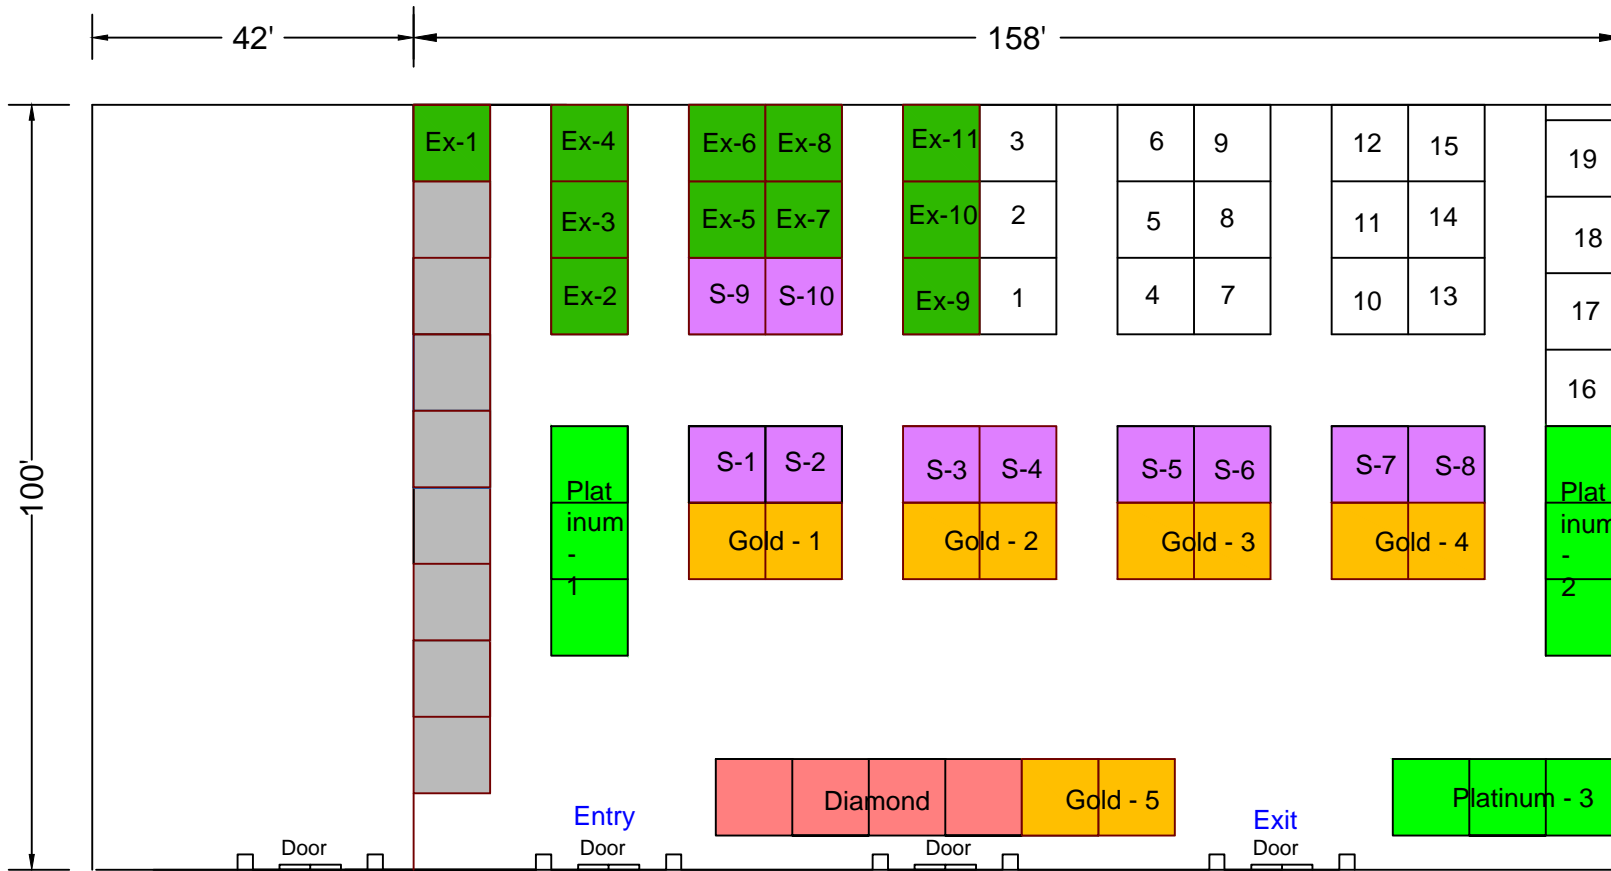 42'
158'
Ex-1
Ex-4
Ex-6
Ex-8
Ex-11
3
6
9
12
15
19
Ex-3
Ex-5
Ex-7
Ex-10
2
5
8
11
14
18
Ex-2
S-9
S-10
Ex-9
1
4
7
10
13
17
16
100'
Plat
inum
-
1
S-1
S-2
S-3
S-4
S-5
S-6
S-7
S-8
Plat
inum
-
2
Gold - 1
Gold - 2
Gold - 3
Gold - 4
Diamond
Gold - 5
Platinum - 3
Entry
Exit
Door
Door
Door
Door